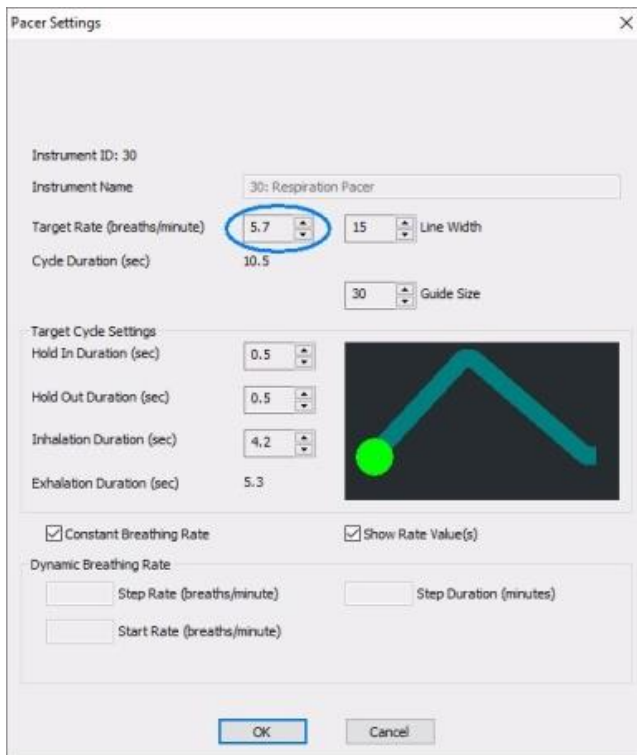 Pacer Settings
Instrument ID: 30
Instrument Name 30: Respiration Pacer
Target Rate (breaths/minute) 5.7 15 Line Width
Cycle Duration (sec) 10.5
30 Guide Size
Target Cycle Settings
Hold In Duration (sec) 0.5
Hold Out Duration (sec) 0.5
Inhalation Duration (sec) 4.2
Exhalation Duration (sec) 5.3
Constant Breathing Rate Show Rate Value(s)
Dynamic Breathing Rate
Step Rate (breaths/minute) Step Duration (minutes)
Start Rate (breaths/minute)
OK Cancel